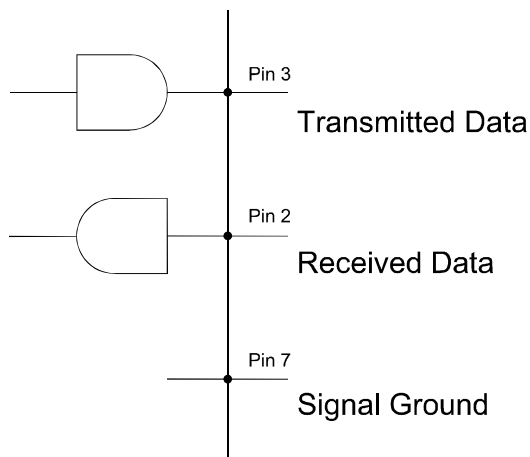 Pin 3
Transmitted Data
Pin 2
Received Data
Pin 7
Signal Ground